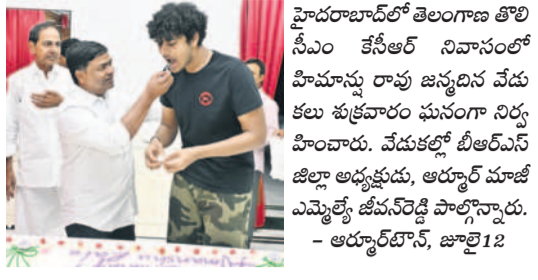 హైదరాబాద్‌లో తెలంగాణ తొలి
సీఎం కేసీఆర్ నివాసంలో
హిమాన్షు రావు జన్మదిన వేడు
కలు శుక్రవారం ఘనంగా నిర్వ
హించారు. వేడుకల్లో బీఆర్ఎస్
జిల్లా అధ్యక్షుడు, ఆర్మూర్ మాజీ
ఎమ్మెల్యే జీవన్‌రెడ్డి పాల్గొన్నారు.
– ఆర్మూర్‌టౌన్, జూలై12